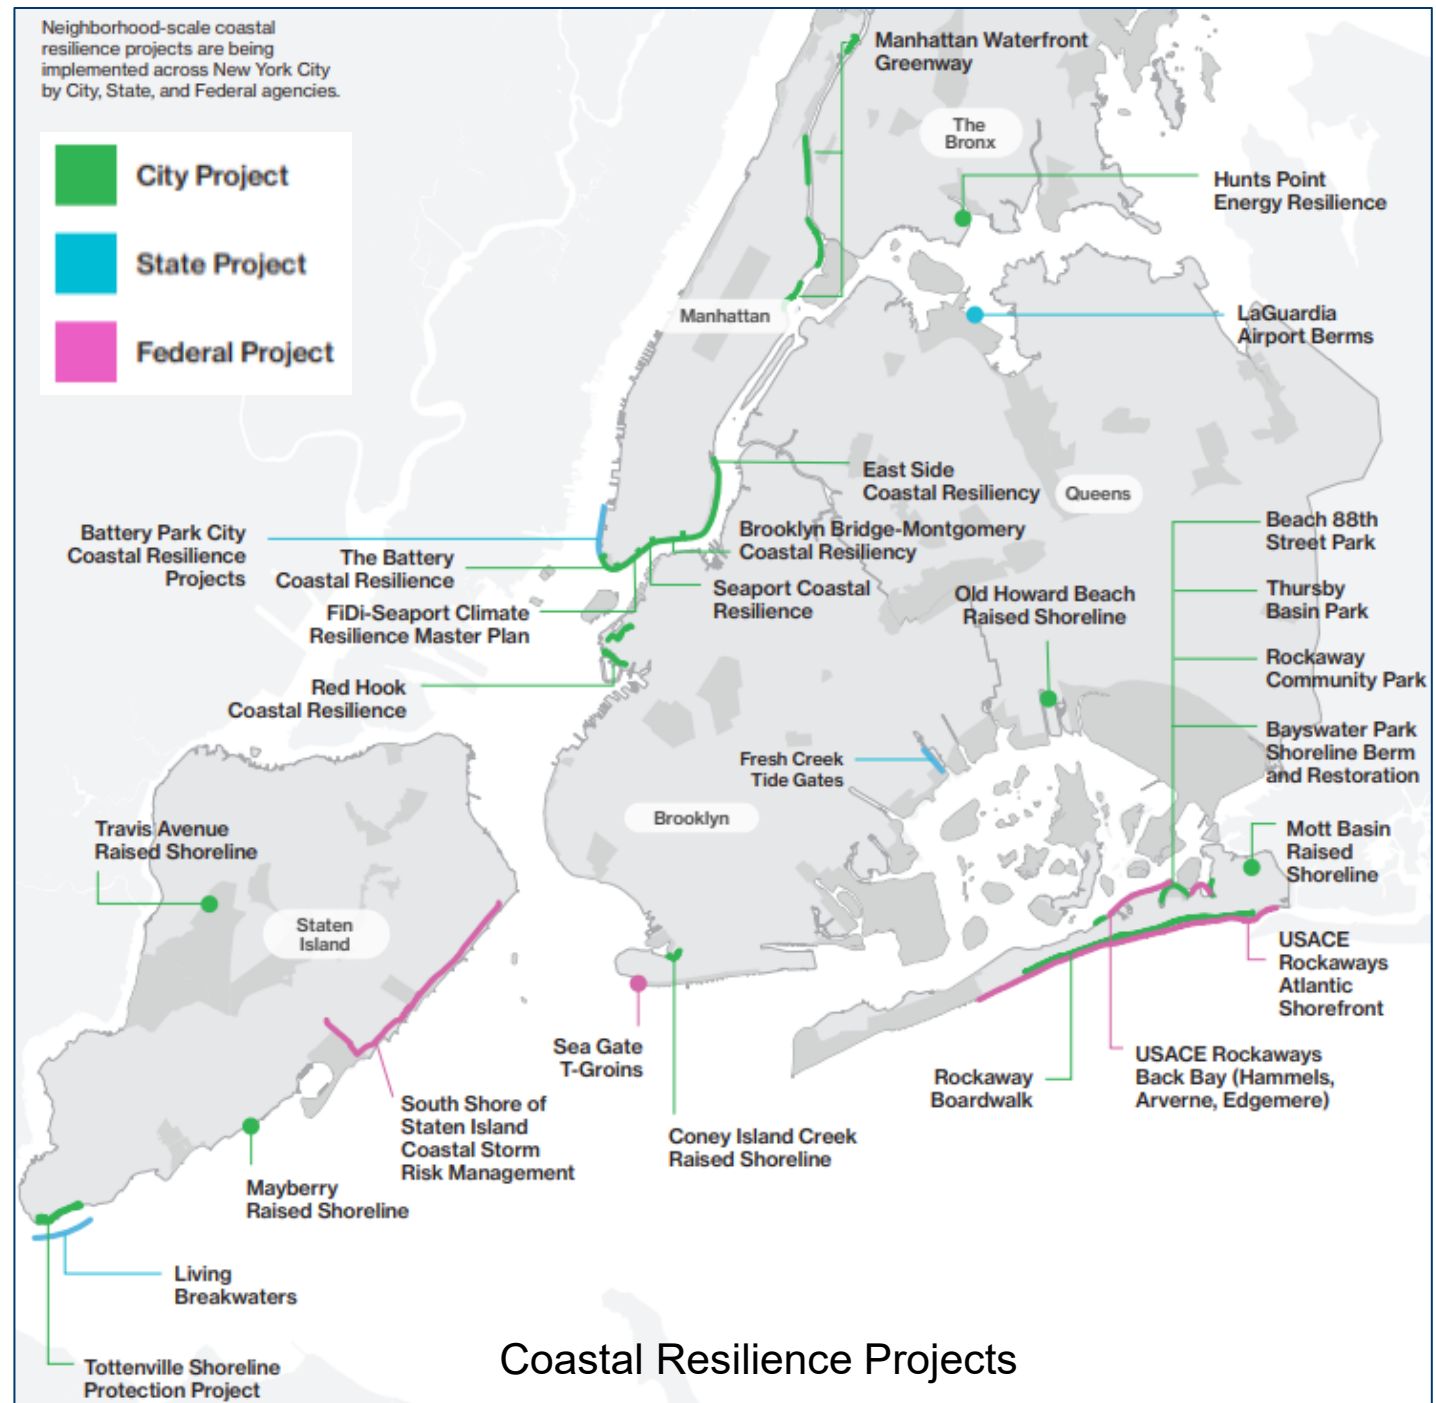 Neighborhood-scale coastal
resilience projects are being
implemented across New York City
by City, State, and Federal agencies.
City Project
State Project
Federal Project
Manhattan Waterfront
Greenway
The
Bronx
Hunts Point
Energy Resilience
Manhattan
LaGuardia
Airport Berms
East Side
Coastal Resiliency
Queens
Battery Park City
Coastal Resilience
Projects
The Battery
Coastal Resilience
Brooklyn Bridge-Montgomery
Coastal Resiliency
Beach 88th
Street Park
FiDi-Seaport Climate
Resilience Master Plan
Seaport Coastal
Resilience
Old Howard Beach
Raised Shoreline
Thursby
Basin Park
Red Hook
Coastal Resilience
Rockaway
Community Park
Fresh Creek
Tide Gates
Bayswater Park
Shoreline Berm
and Restoration
Brooklyn
Travis Avenue
Raised Shoreline
Mott Basin
Raised
Shoreline
Staten
Island
USACE
Rockaways
Atlantic
Shorefront
Sea Gate
T-Groins
Rockaway
Boardwalk
USACE Rockaways
Back Bay (Hammels,
Arverne, Edgemere)
South Shore of
Staten Island
Coastal Storm
Risk Management
Coney Island Creek
Raised Shoreline
Mayberry
Raised Shoreline
Living
Breakwaters
Tottenville Shoreline
Protection Project
Coastal Resilience Projects